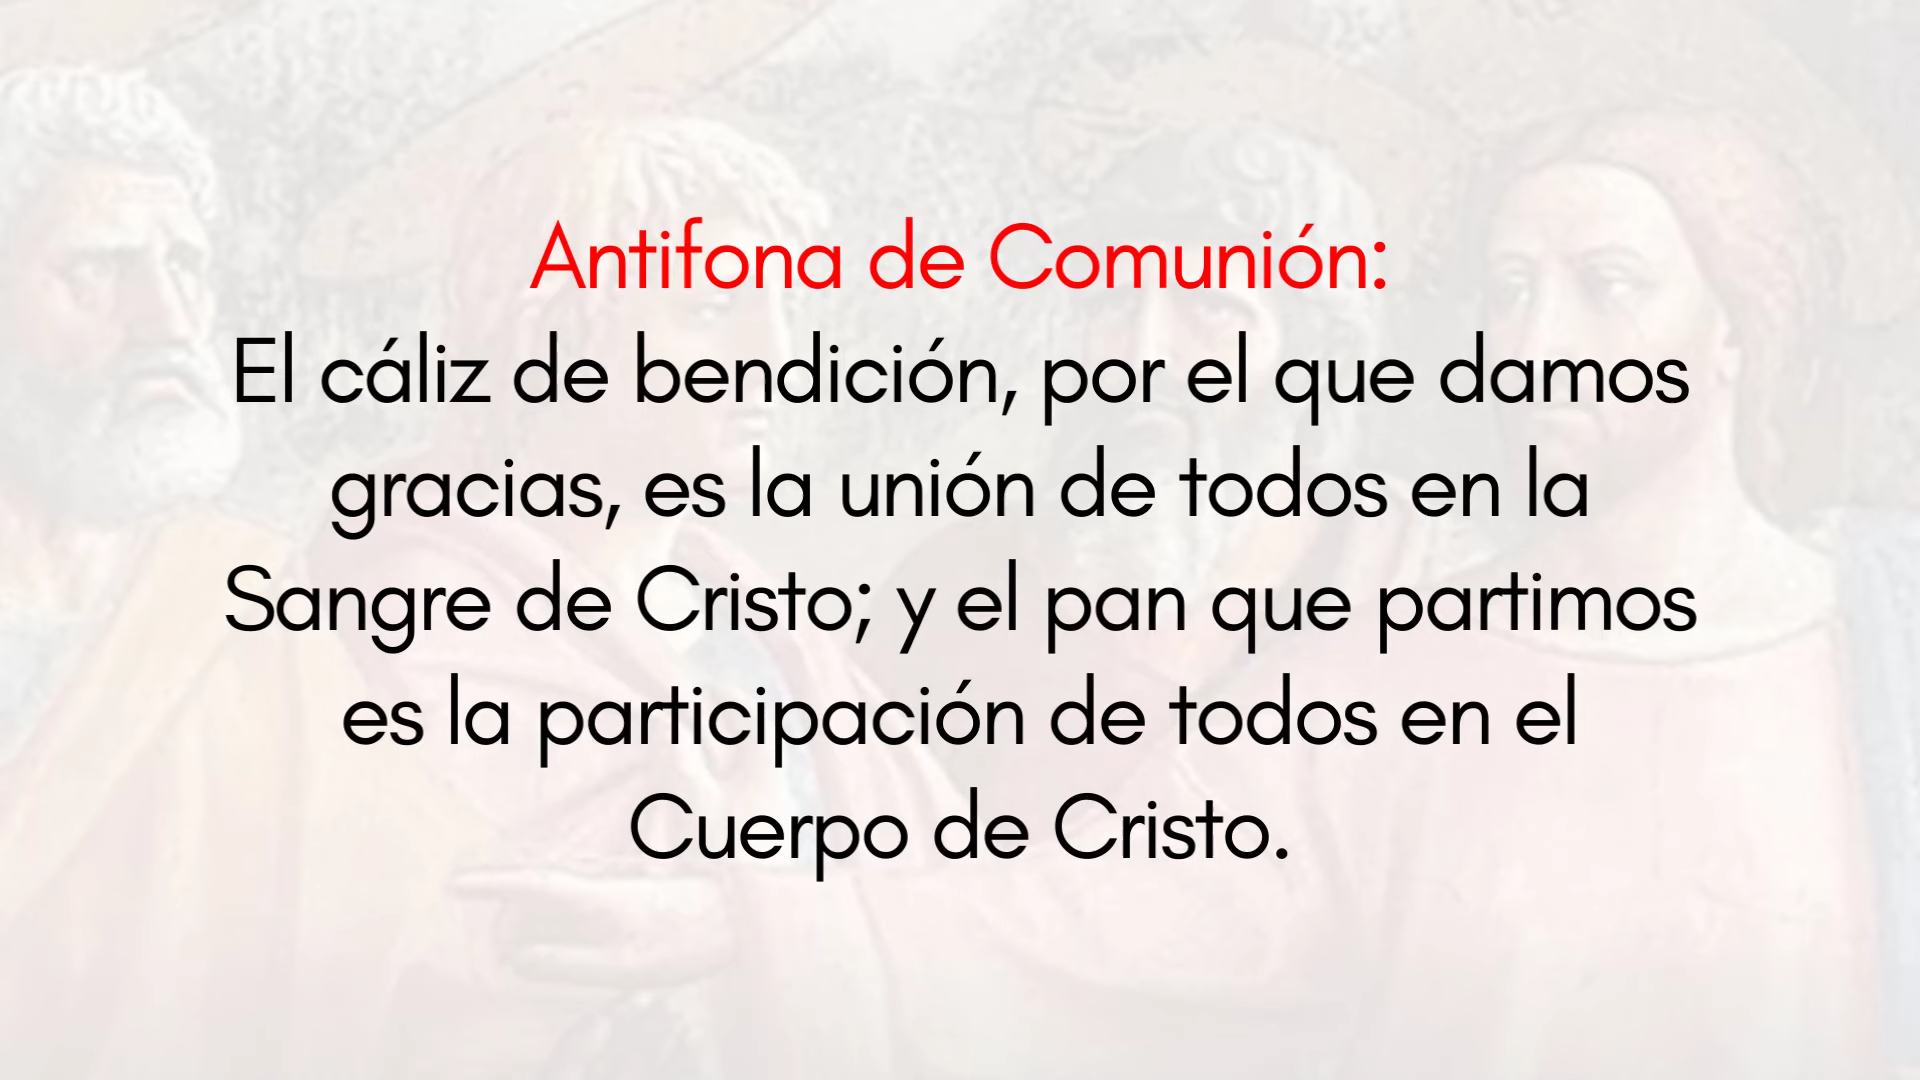 Antifona de Comunión:
El cáliz de bendición, por el que damos
gracias, es la unión de todos en la
Sangre de Cristo; y el pan que partimos
es la participación de todos en el
Cuerpo de Cristo.